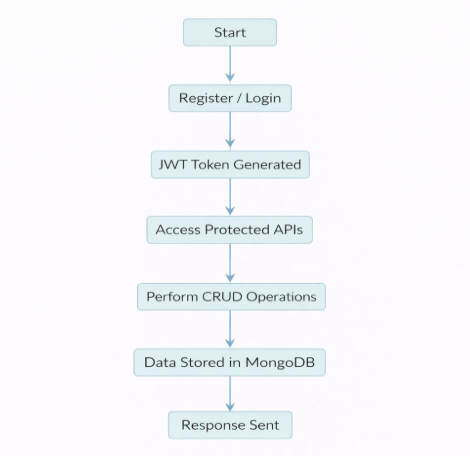 Start
Register / Login
JWT Token Generated
Access Protected APIs
Perform CRUD Operations
Data Stored in MongoDB
Response Sent